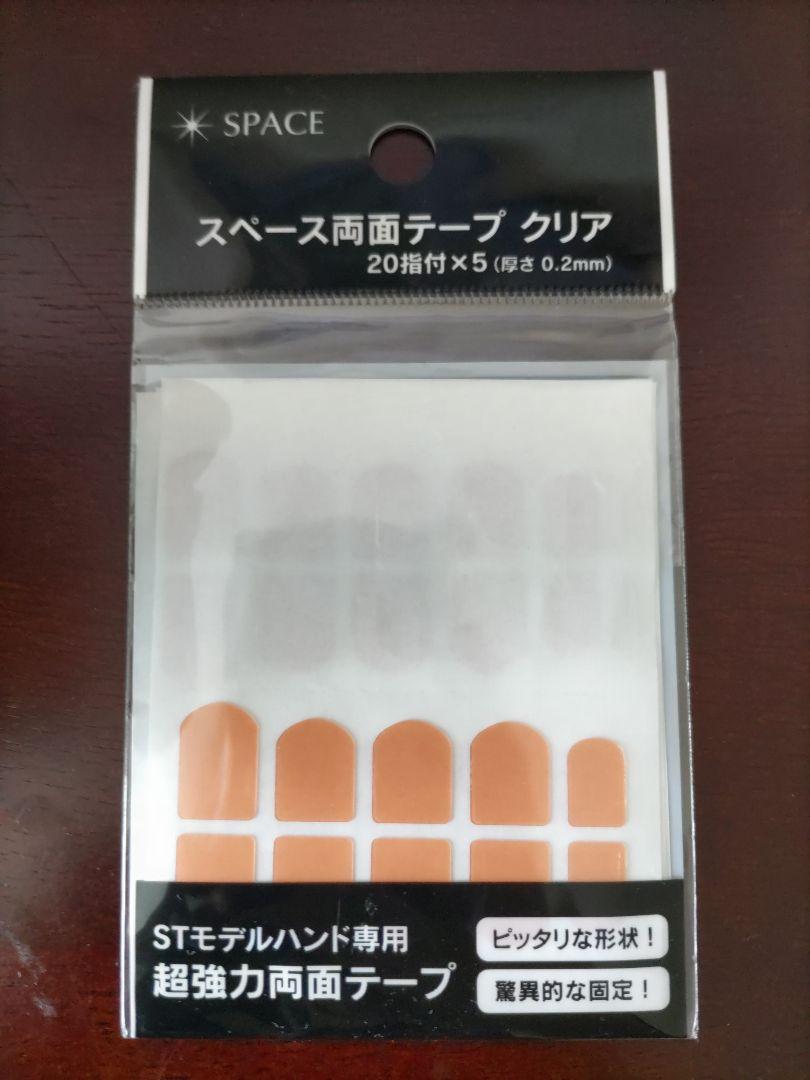 SPACE
スペース両面テープ クリア
20指付×5(厚さ 0.2mm)
STモデルハンド専用
超強力両面テープ
ピッタリな形状！
驚異的な固定！